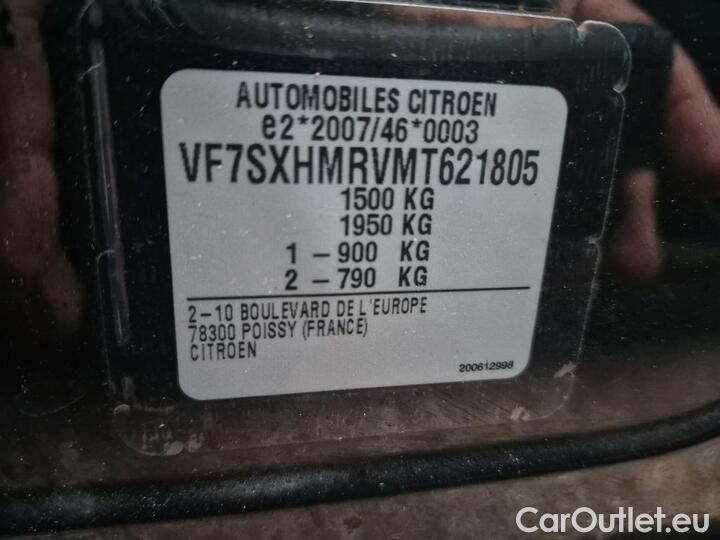 AUTOMOBILES CITROEN
e2*2007/46*0003
VF7SXHMRVMT621805
1500 KG
1950 KG
1 - 900 KG
2 - 790 KG
2-10 BOULEVARD DE L'EUROPE
78300 POISSY (FRANCE)
CITROEN
200612998
CarOutlet.eu